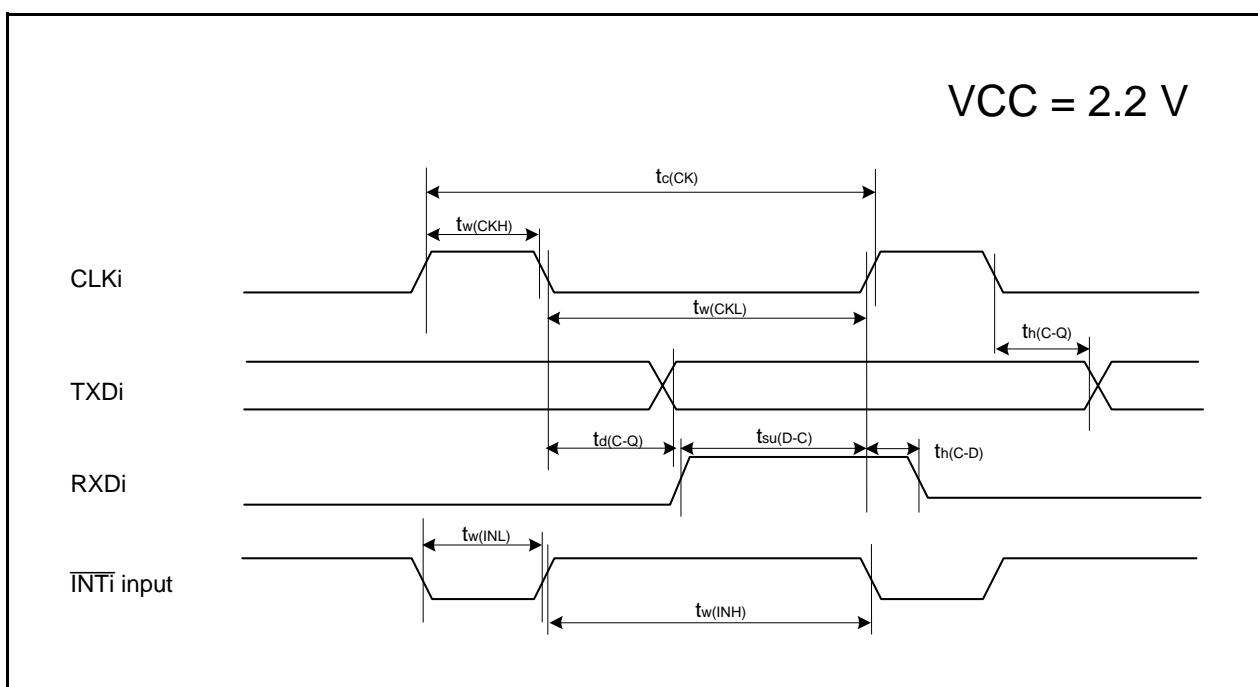 VCC = 2.2 V
tc(CK)
tw(CKH)
CLKi
tw(CKL)
th(C-Q)
TXDi
td(C-Q)
tsu(D-C)
th(C-D)
RXDi
tw(INL)
I̅N̅T̅i̅ input
tw(INH)